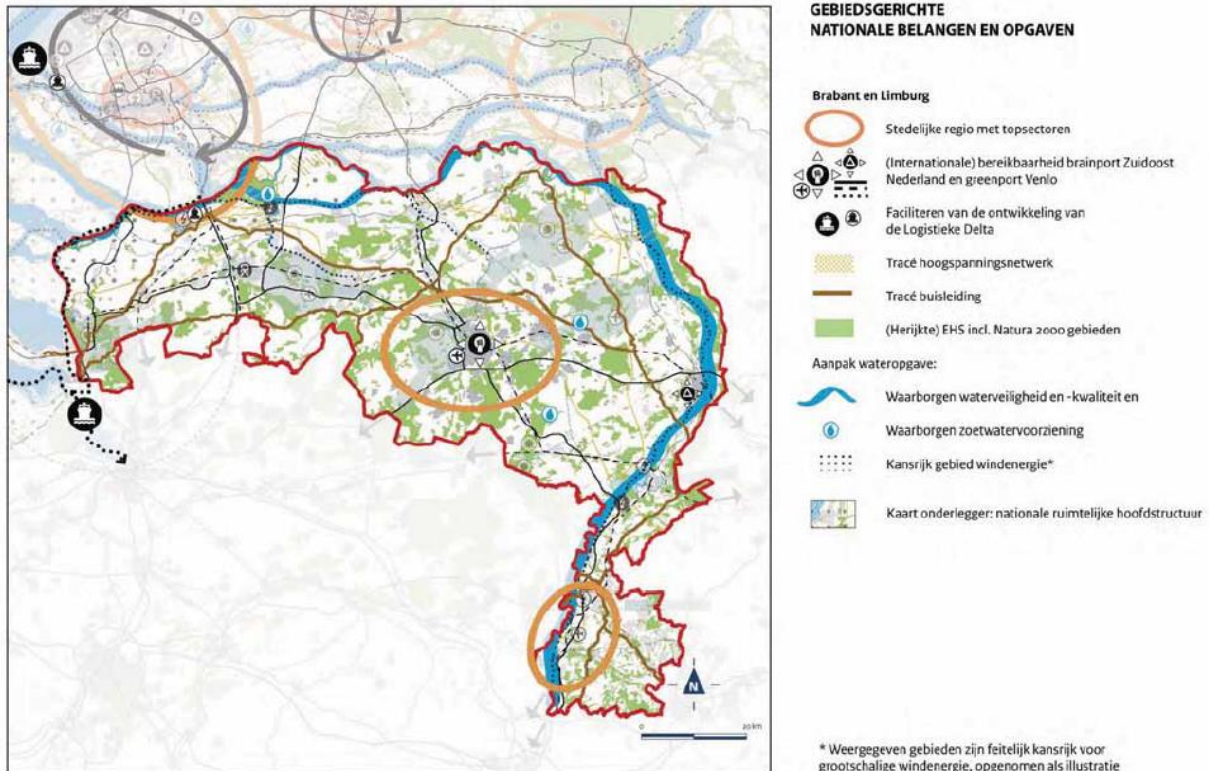 GEBIEDSGERICHTE
NATIONALE BELANGEN EN OPGAVEN
Brabant en Limburg
Stedelijke regio met topsectoren
(Internationale) bereikbaarheid brainport Zuidoost
Nederland en greenport Venlo
Faciliteren van de ontwikkeling van
de Logistieke Delta
Tracé hoogspanningsnetwerk
Tracé buisleiding
(Herijkte) EHS incl. Natura 2000 gebieden
Aanpak wateropgave:
Waarborgen waterveiligheid en -kwaliteit en
Waarborgen zoetwatervoorziening
Kansrijk gebied windenergie*
Kaart onderlegger: nationale ruimtelijke hoofdstructuur
N
0 20 km
* Weergegeven gebieden zijn feitelijk kansrijk voor
grootschalige windenergie, opgenomen als illustratie